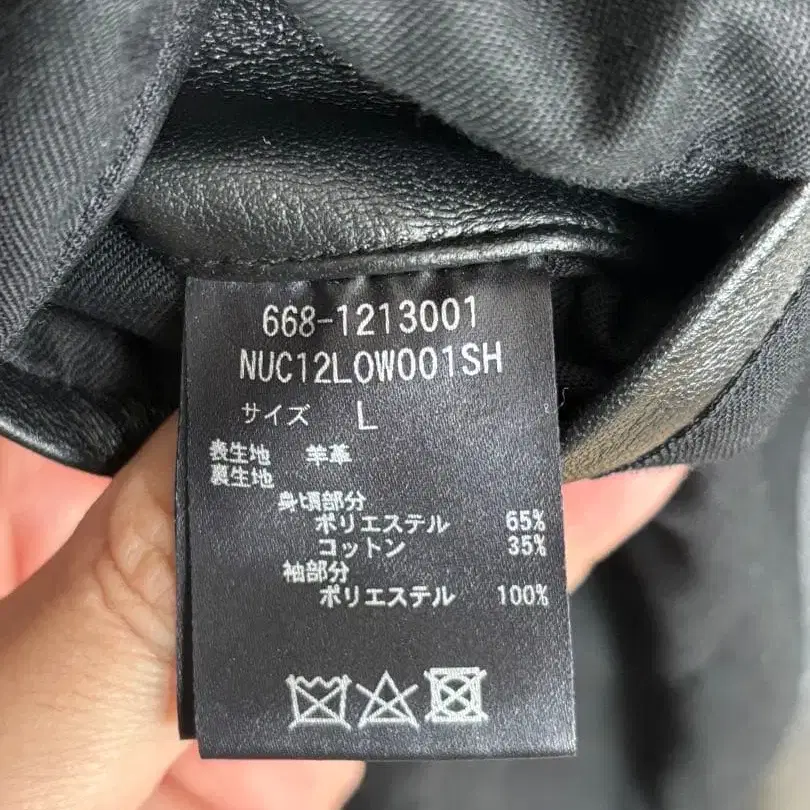 668-1213001
NUC12LOW001SH
サイズ L
表生地 羊革
裏生地
身頃部分
ポリエステル 65%
コットン 35%
袖部分
ポリエステル 100%